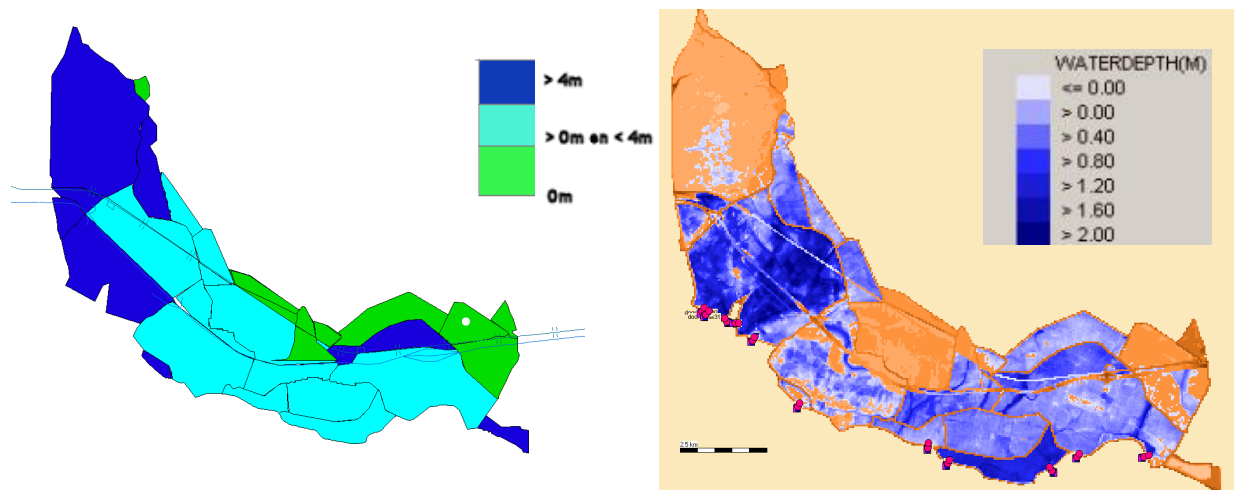 > 4m
> 0m en < 4m
0m
WATERDEPTH(M)
<= 0.00
> 0.00
> 0.40
> 0.80
> 1.20
> 1.60
> 2.00
2.5 km